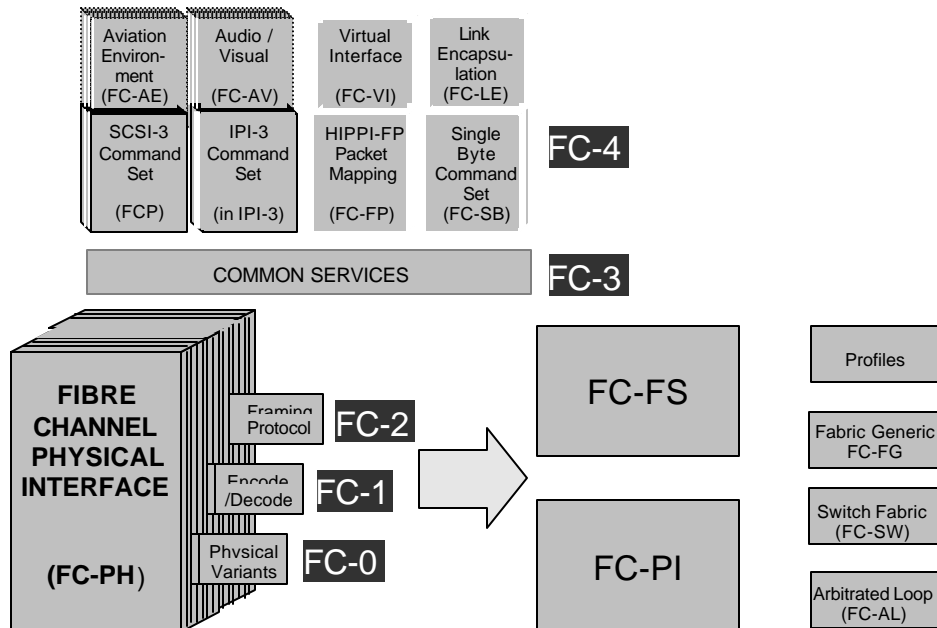 Aviation
Environ-
ment
(FC-AE)
Audio /
Visual
(FC-AV)
Virtual
Interface
(FC-VI)
Link
Encapsu-
lation
(FC-LE)
SCSI-3
Command
Set
(FCP)
IPI-3
Command
Set
(in IPI-3)
HIPPI-FP
Packet
Mapping
(FC-FP)
Single
Byte
Command
Set
(FC-SB)
FC-4
COMMON SERVICES
FC-3
FIBRE
CHANNEL
PHYSICAL
INTERFACE
(FC-PH)
Framing
Protocol
FC-2
Encode
/Decode
FC-1
Physical
Variants
FC-0
FC-FS
FC-PI
Profiles
Fabric Generic
FC-FG
Switch Fabric
(FC-SW)
Arbitrated Loop
(FC-AL)